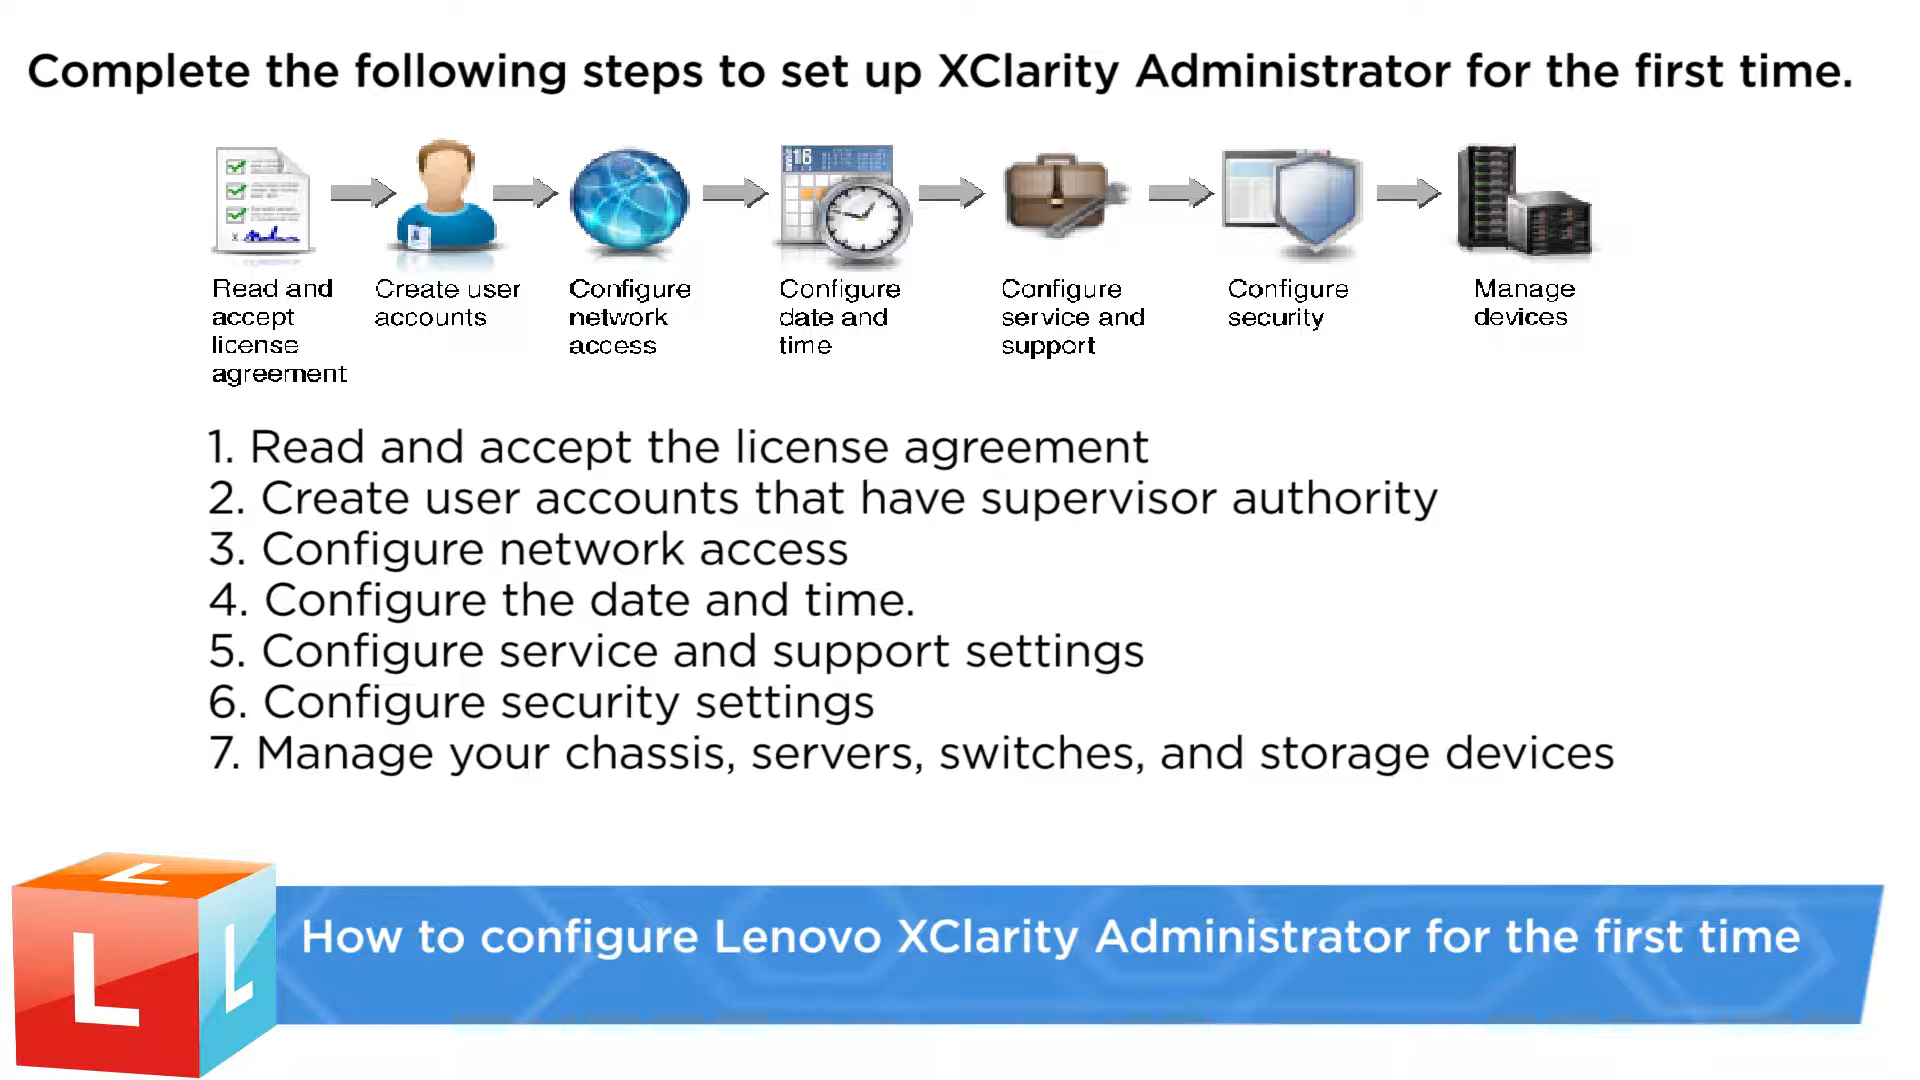 Complete the following steps to set up XClarity Administrator for the first time.
16
Read and
accept
license
agreement
Create user
accounts
Configure
network
access
Configure
date and
time
Configure
service and
support
Configure
security
Manage
devices
1. Read and accept the license agreement
2. Create user accounts that have supervisor authority
3. Configure network access
4. Configure the date and time.
5. Configure service and support settings
6. Configure security settings
7. Manage your chassis, servers, switches, and storage devices
L
L
L
How to configure Lenovo XClarity Administrator for the first time